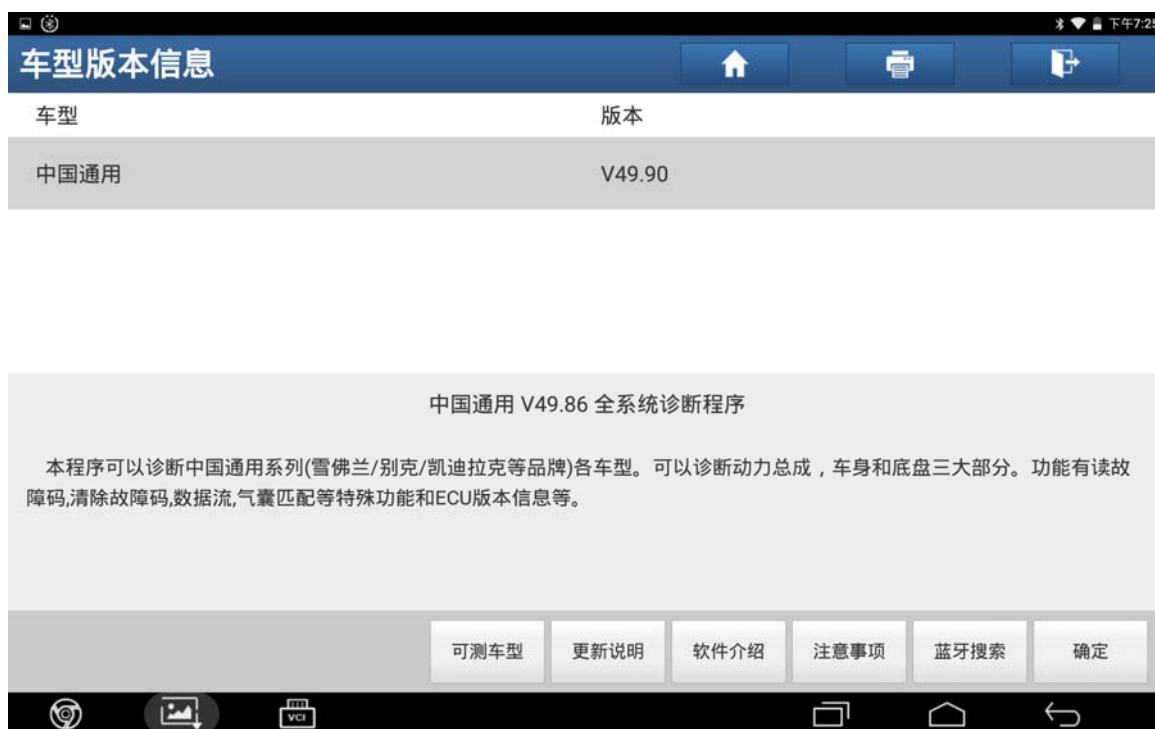 下午7:25
车型版本信息
车型 版本
中国通用 V49.90
中国通用 V49.86 全系统诊断程序
本程序可以诊断中国通用系列(雪佛兰/别克/凯迪拉克等品牌)各车型。可以诊断动力总成，车身和底盘三大部分。功能有读故
障码,清除故障码,数据流,气囊匹配等特殊功能和ECU版本信息等。
可测车型 更新说明 软件介绍 注意事项 蓝牙搜索 确定
VCI